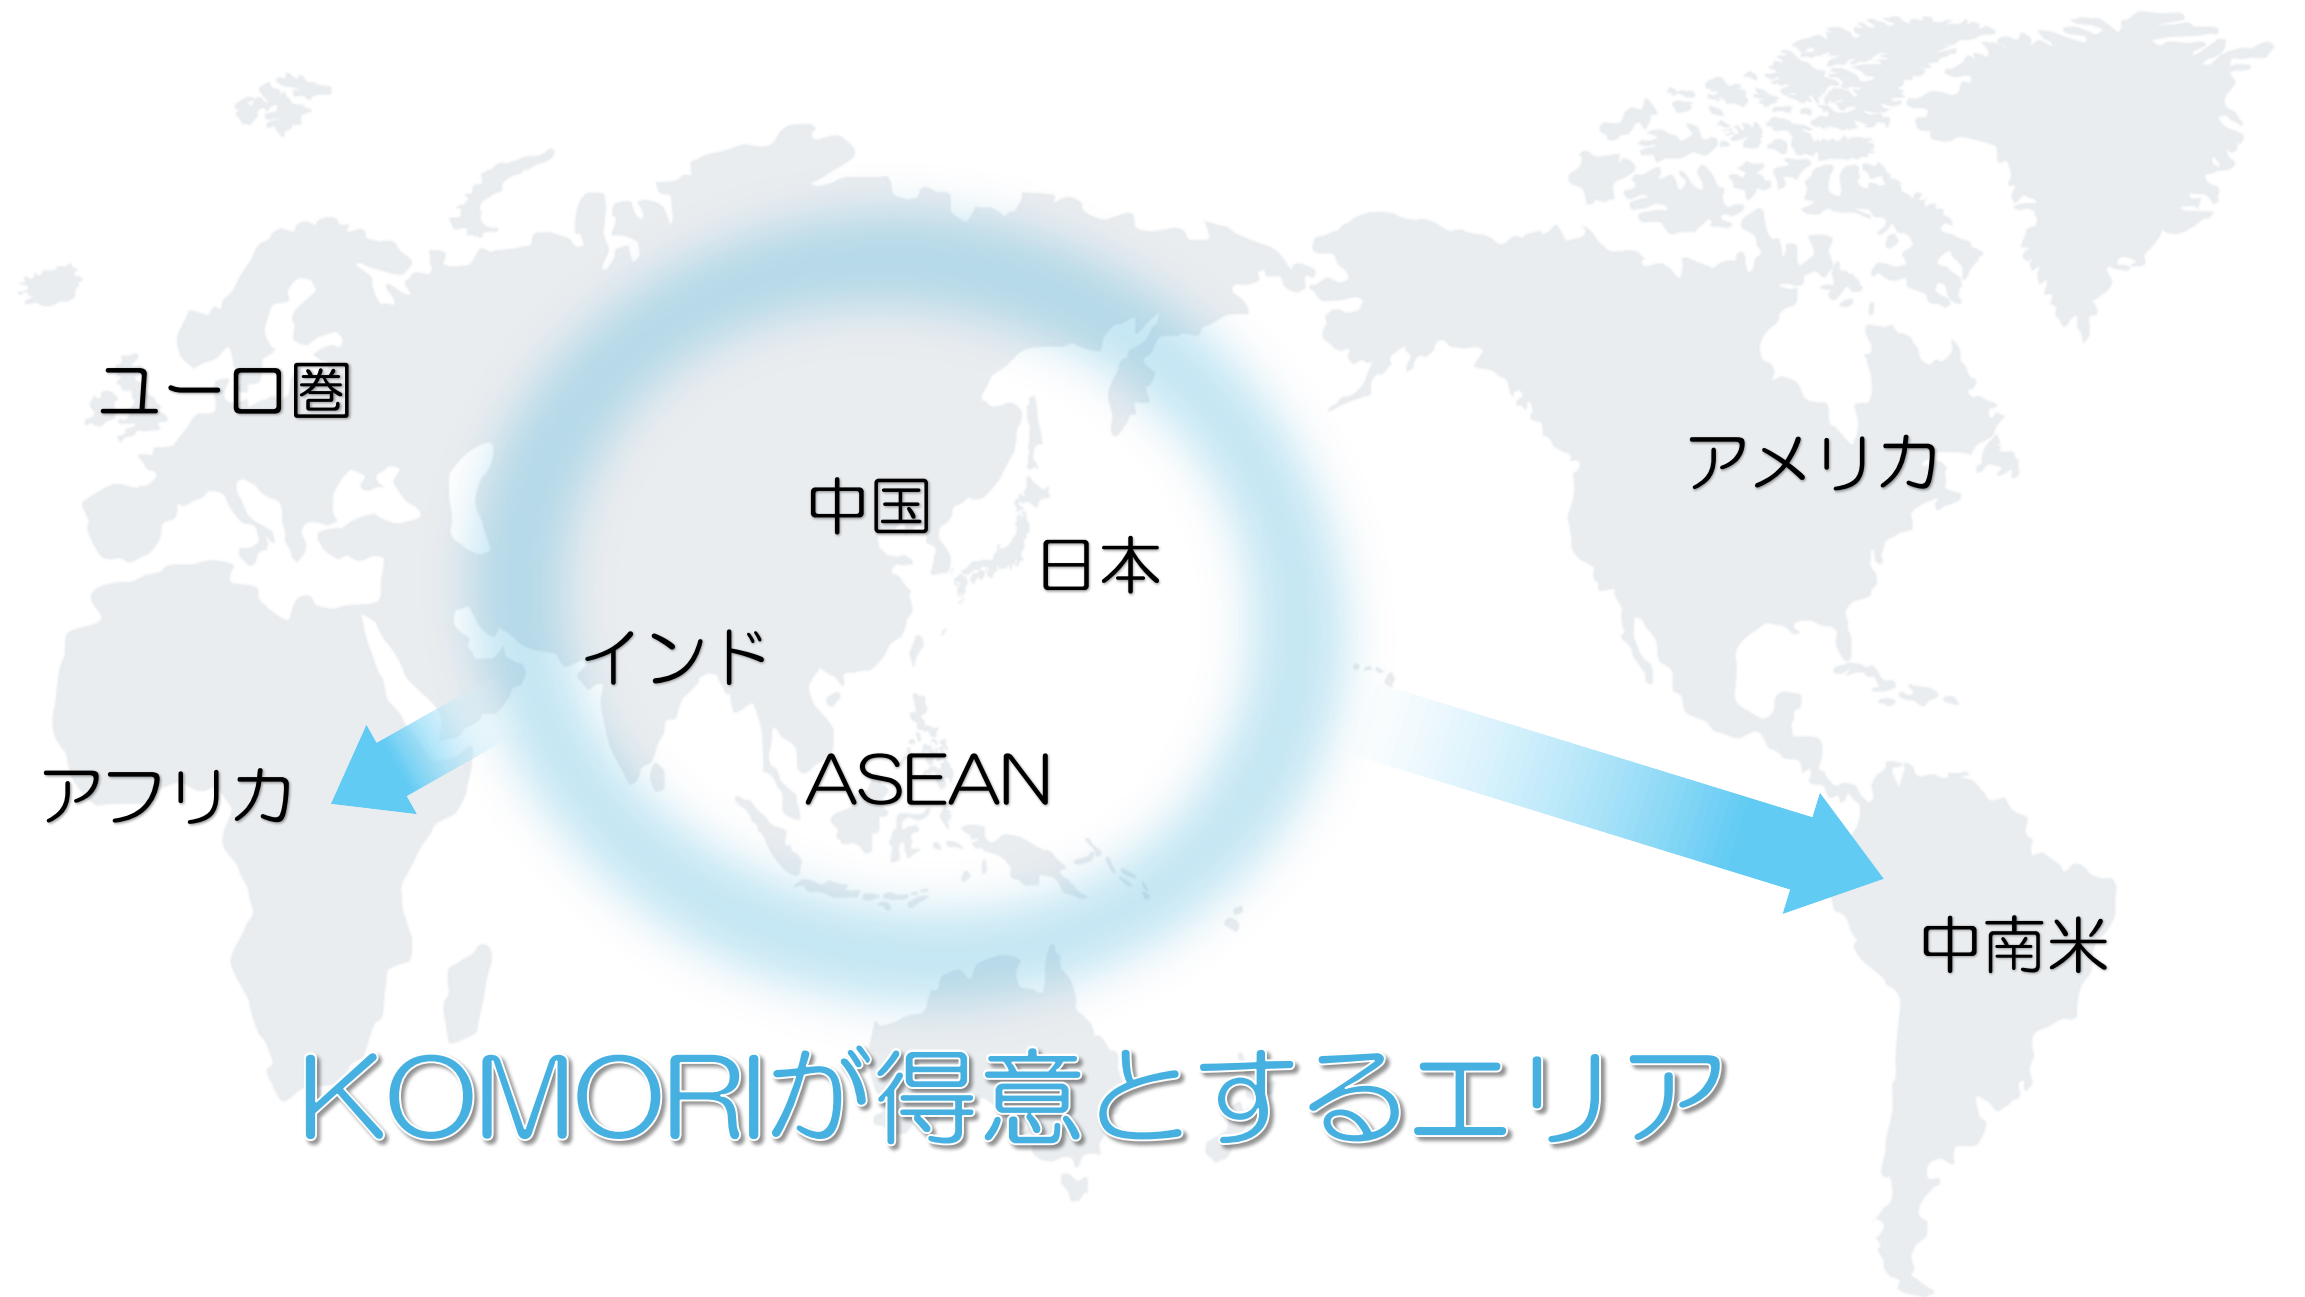 ユーロ圏
アメリカ
中国
日本
インド
ASEAN
アフリカ
中南米
KOMORIが得意とするエリア